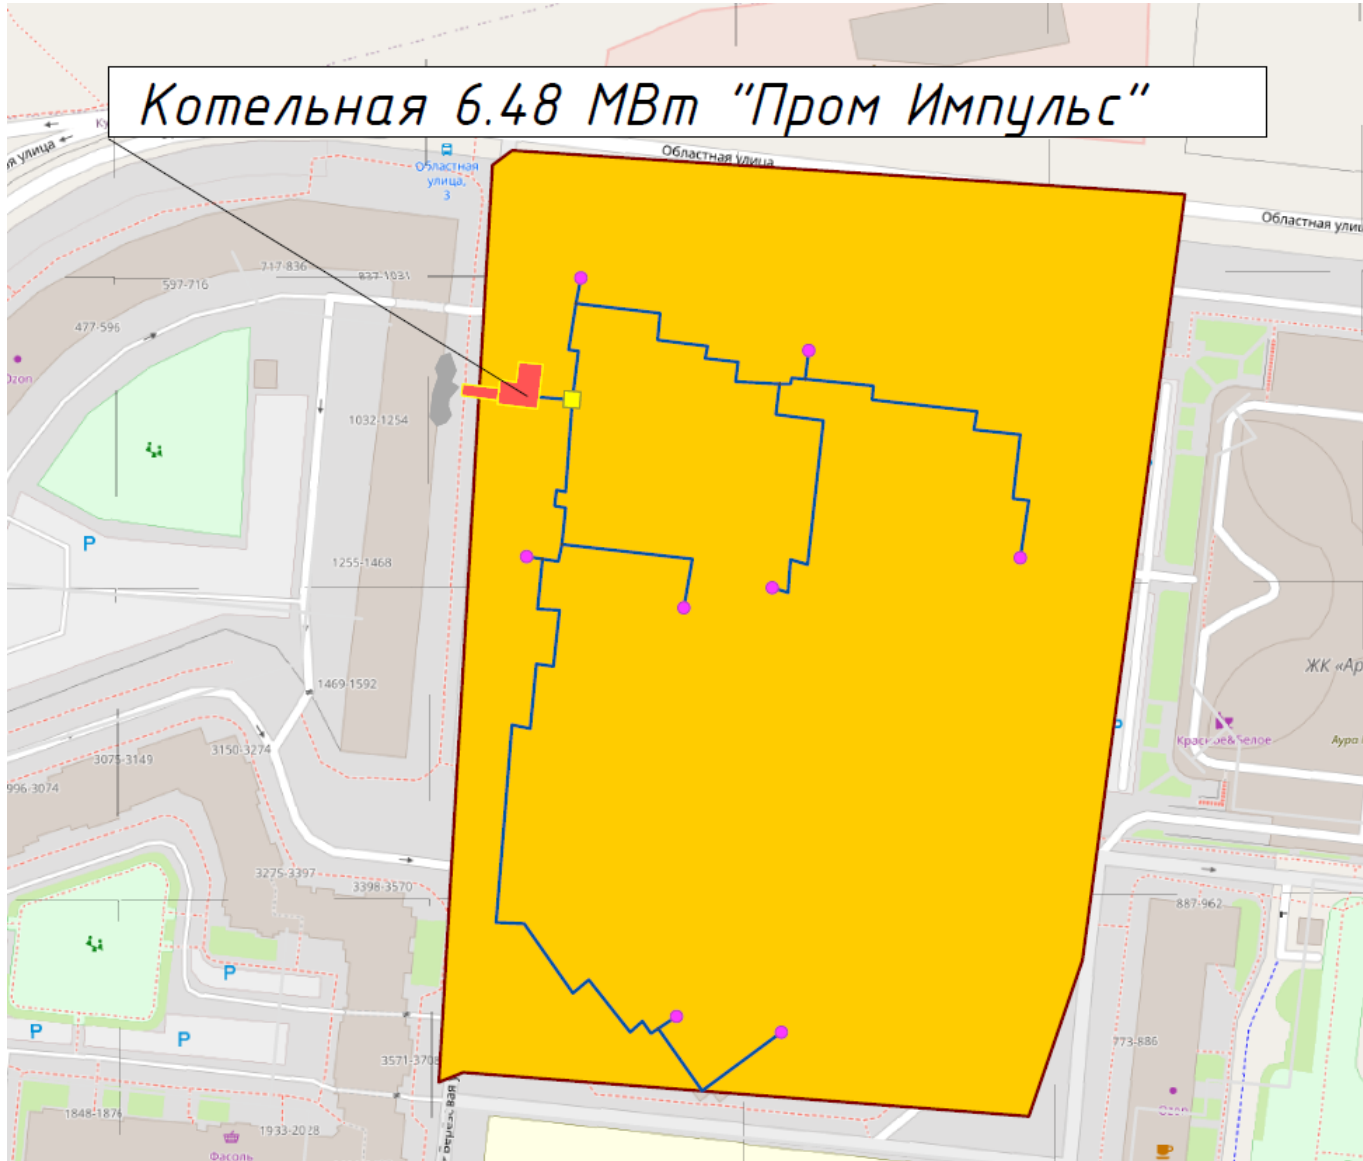 Котельная 6.48 МВт "Пром Импульс"
ая улица
Областная улица
Областная
улица,
3
Областная ули
717-836
837-1031
597-716
477-596
Ozon
1032-1254
P
1255-1468
1469-1592
ЖК «Ар
P
Красное&Белое
Аура
3150-3274
3075-3149
996-3074
3275-3397
3398-3570
887-962
P
P
P
3571-3708
773-886
1848-1876
1933-2028
Ozon
Фасоль